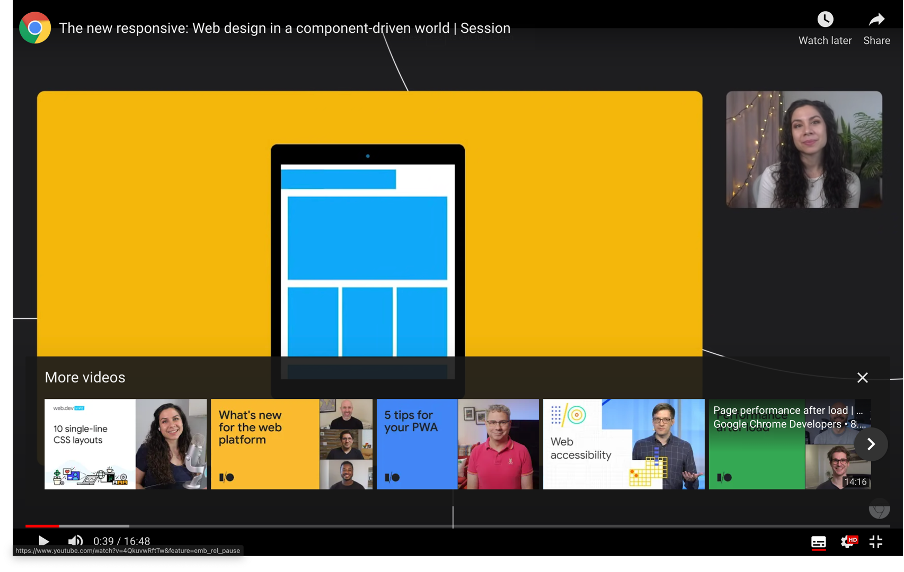 The new responsive: Web design in a component-driven world | Session
Watch later
Share
More videos
web.dev LIVE
10 single-line
CSS layouts
What's new
for the web
platform
I/O
5 tips for
your PWA
I/O
Web
accessibility
Page performance after load | ...
Google Chrome Developers • 8....
I/O
14:16
0:39 / 16:48
HD
https://www.youtube.com/watch?v=4QkuvwRftTw&feature=emb_rel_pause